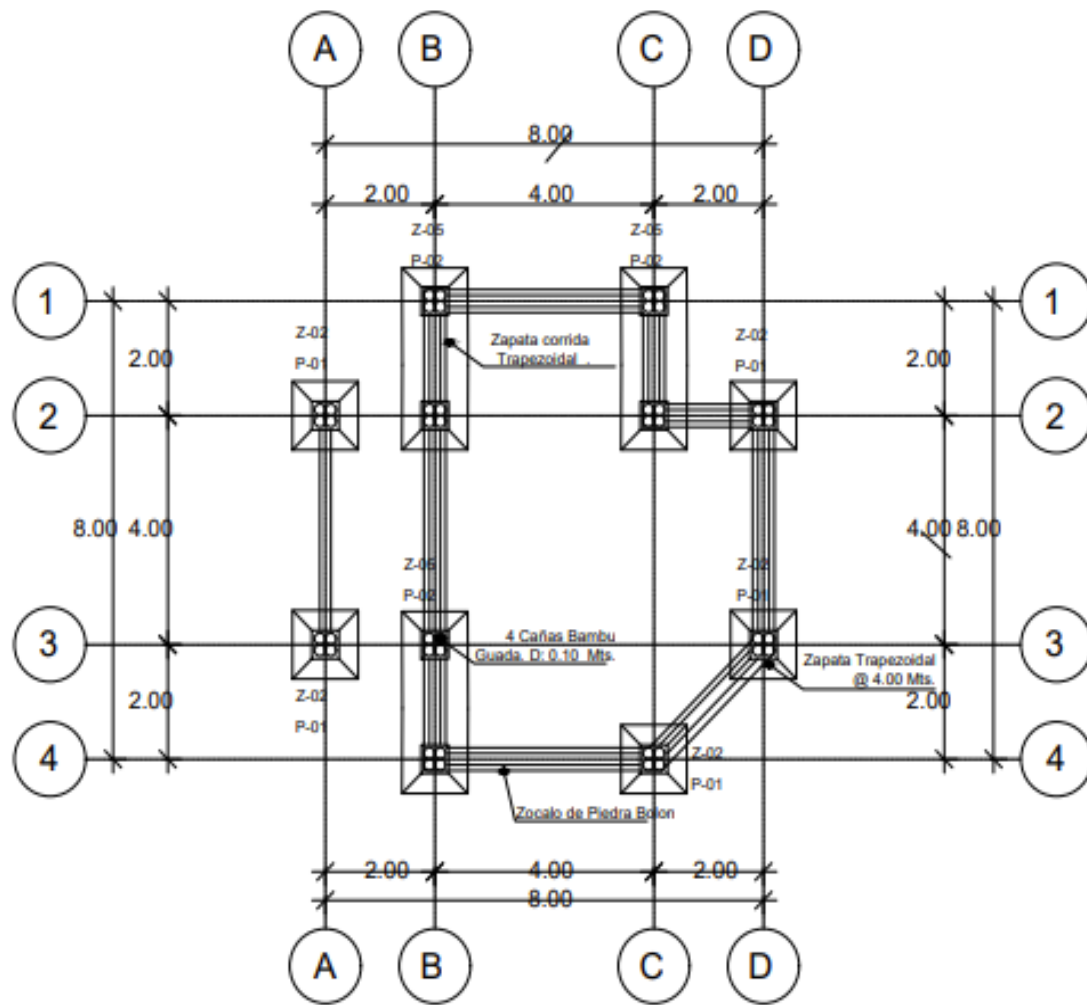 A B C D
8.00
2.00 4.00 2.00
Z-05 Z-05
P-02 P-02
1 1
Z-02 Zapata corrida Z-02
2.00 Trapezoidal . 2.00
P-01 P-01
2 2
8.00 4.00 4.00 8.00
Z-05 Z-02
P-02 P-01
3 4 Cañas Bambu 3
Guada. D: 0.10 Mts.
Zapata Trapezoidal
@ 4.00 Mts.
2.00 Z-02 2.00
P-01
4 Z-02 4
P-01
Zocalo de Piedra Bolon
2.00 4.00 2.00
8.00
A B C D